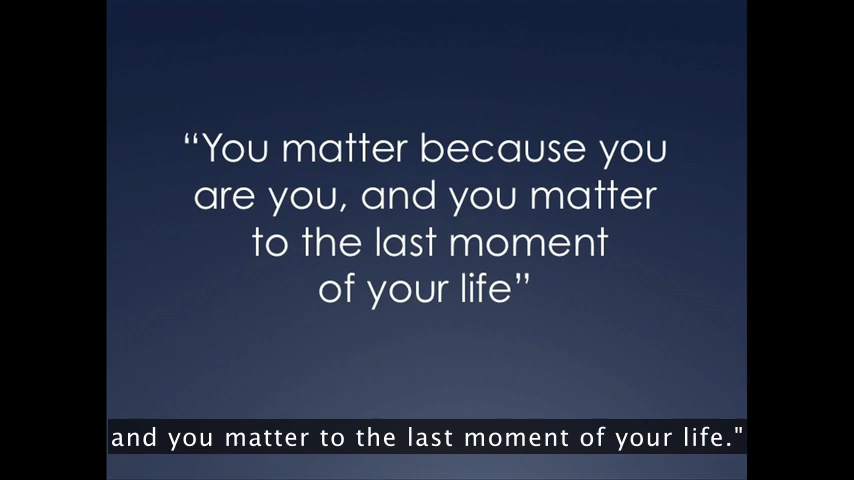 “You matter because you
are you, and you matter
to the last moment
of your life”
and you matter to the last moment of your life."